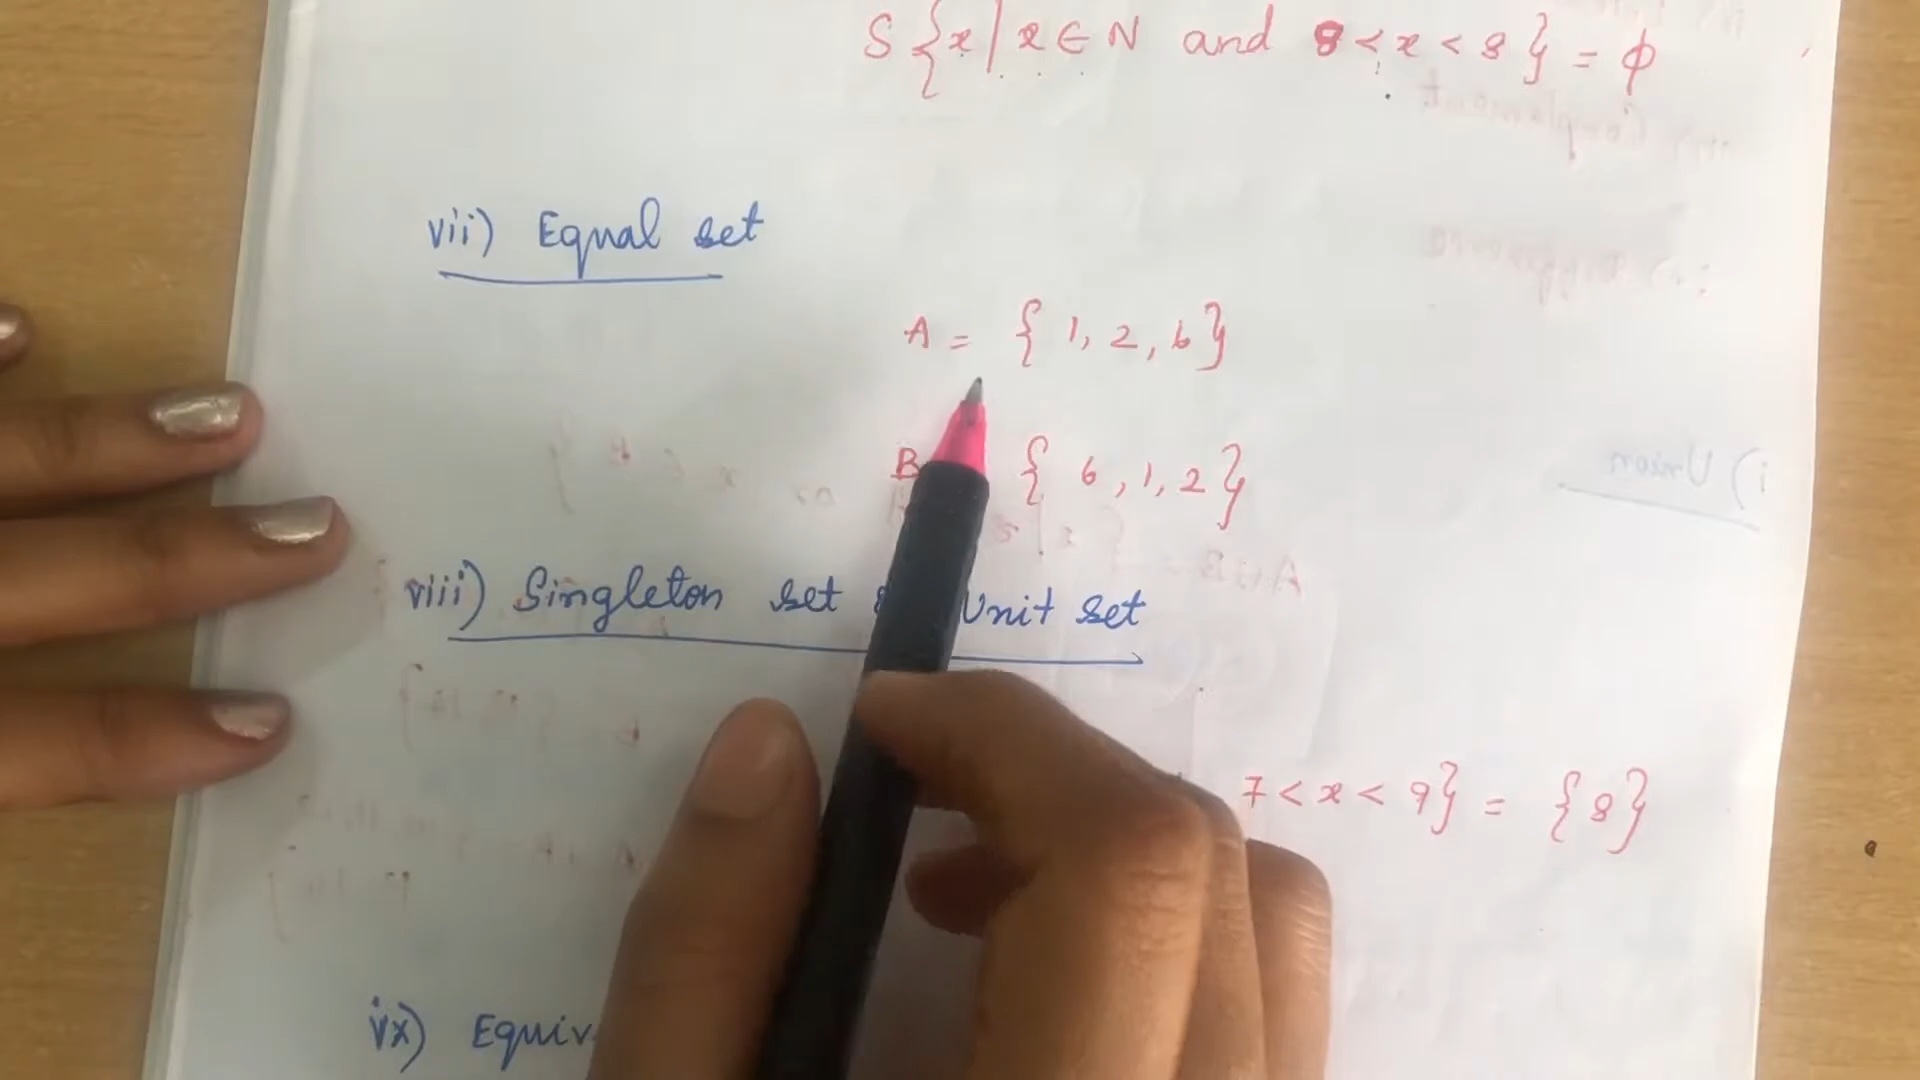 S{x/x∈N and 8<x<8}=ϕ
vii) Equal set
A = {1, 2, 6}
B {6, 1, 2}
viii) Singleton set Unit set
7<x<9} = {8}
ix) Equiv